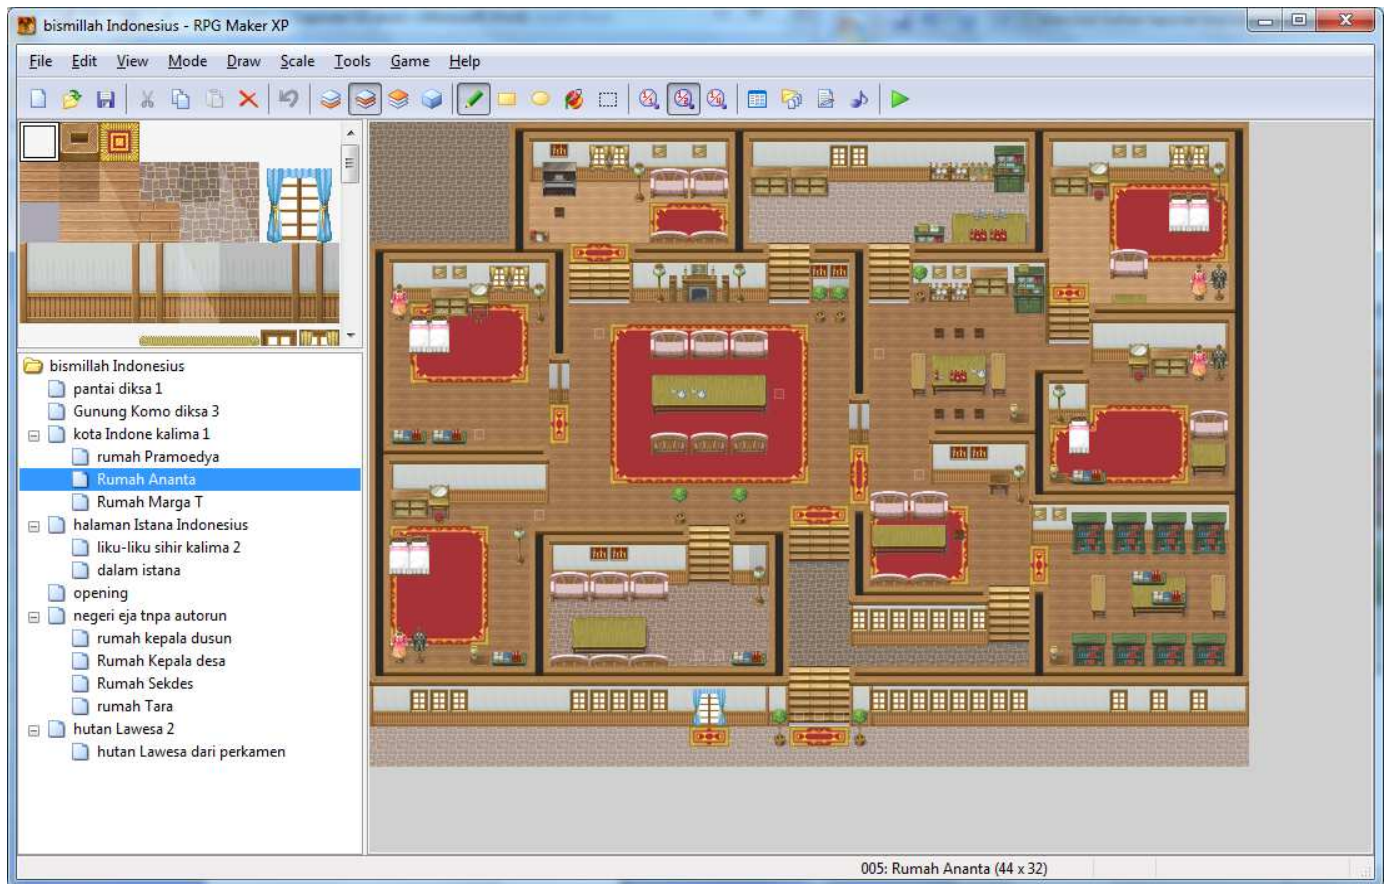 bismillah Indonesius - RPG Maker XP
File Edit View Mode Draw Scale Tools Game Help
bismillah Indonesius
pantai diksa 1
Gunung Komo diksa 3
kota Indone kalima 1
rumah Pramoedya
Rumah Ananta
Rumah Marga T
halaman Istana Indonesius
liku-liku sihir kalima 2
dalam istana
opening
negeri eja tnpa autorun
rumah kepala dusun
Rumah Kepala desa
Rumah Sekdes
rumah Tara
hutan Lawesa 2
hutan Lawesa dari perkamen
005: Rumah Ananta (44 x 32)